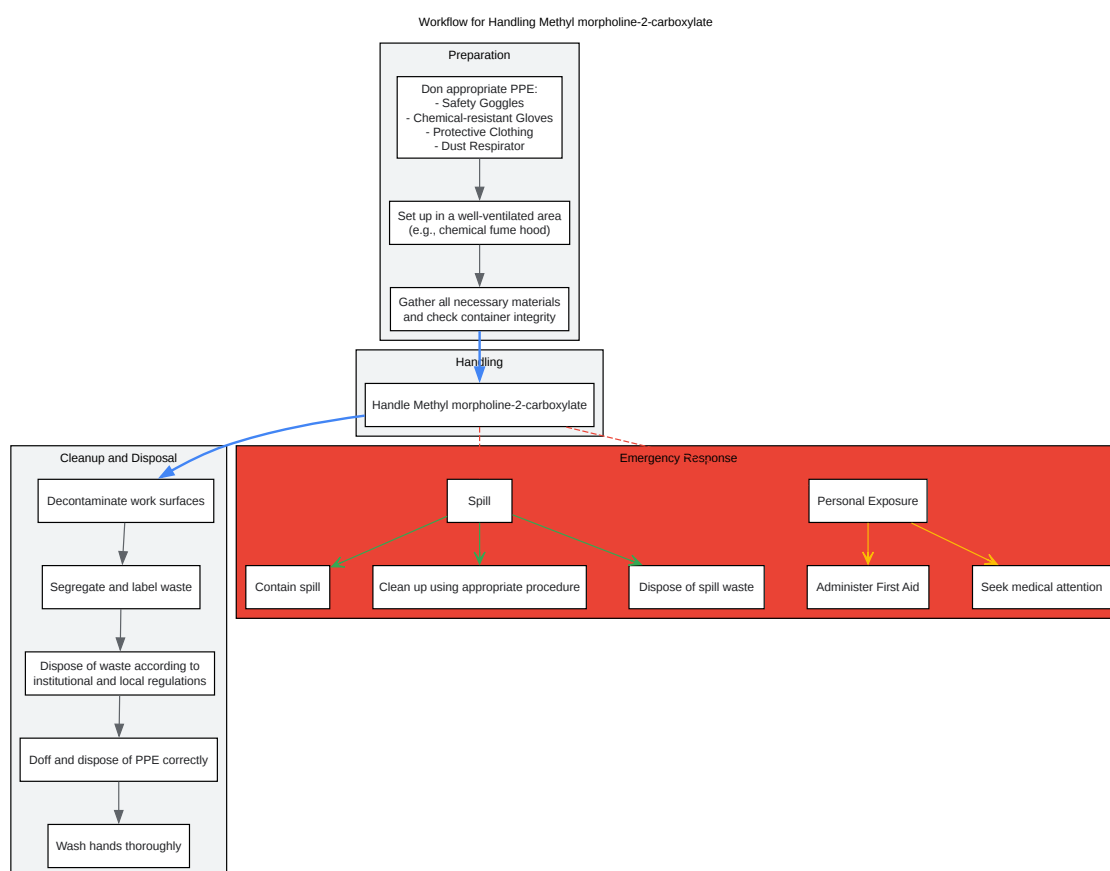 Workflow for Handling Methyl morpholine-2-carboxylate
Preparation
Don appropriate PPE:
- Safety Goggles
- Chemical-resistant Gloves
- Protective Clothing
- Dust Respirator
Set up in a well-ventilated area
(e.g., chemical fume hood)
Gather all necessary materials
and check container integrity
Handling
Handle Methyl morpholine-2-carboxylate
Cleanup and Disposal
Decontaminate work surfaces
Segregate and label waste
Dispose of waste according to
institutional and local regulations
Doff and dispose of PPE correctly
Wash hands thoroughly
Emergency Response
Spill
Personal Exposure
Contain spill
Clean up using appropriate procedure
Dispose of spill waste
Administer First Aid
Seek medical attention